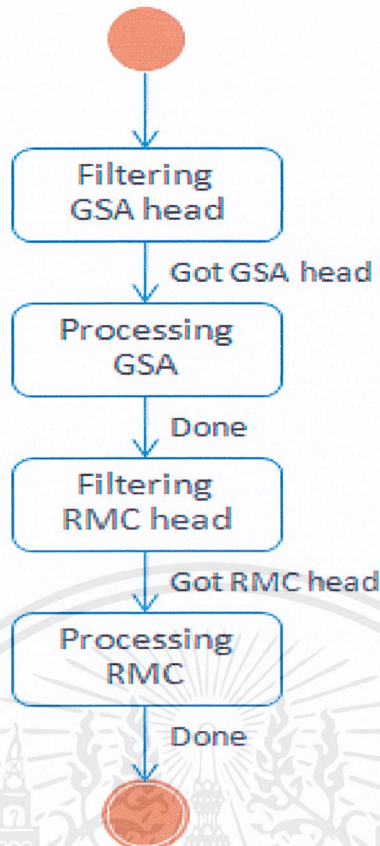 Filtering
GSA head
Got GSA head
Processing
GSA
Done
Filtering
RMC head
Got RMC head
Processing
RMC
Done